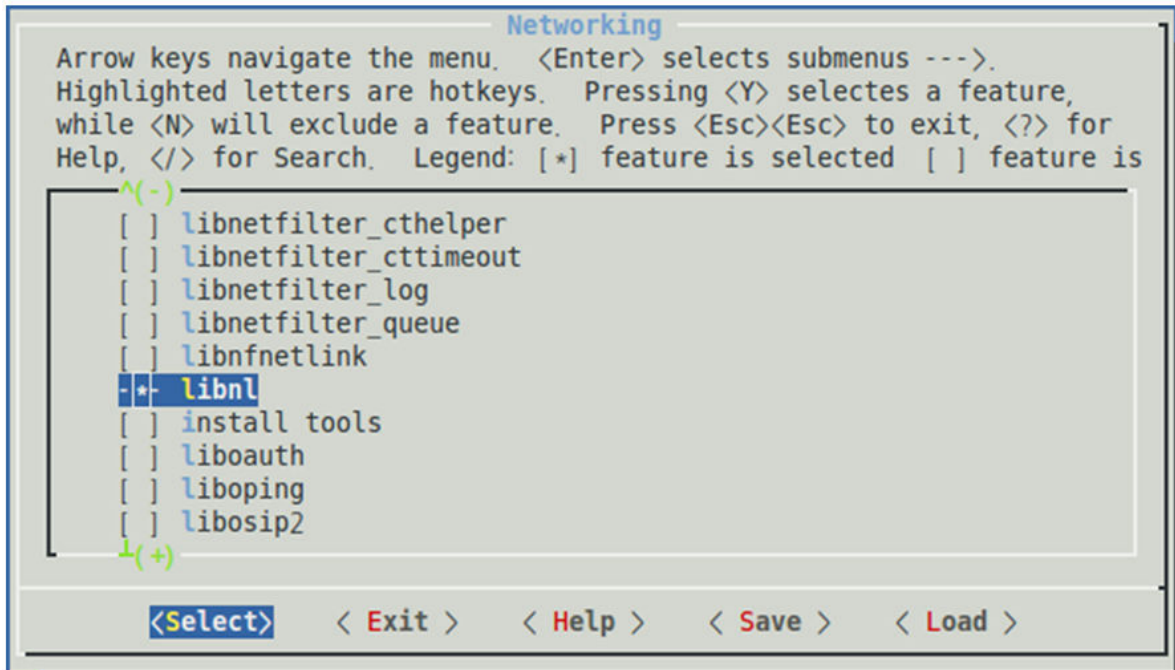 Networking
Arrow keys navigate the menu.  <Enter> selects submenus --->.
Highlighted letters are hotkeys.  Pressing <Y> selectes a feature,
while <N> will exclude a feature.  Press <Esc><Esc> to exit, <?> for
Help, </> for Search.  Legend: [*] feature is selected  [ ] feature is
^(-)
[ ] libnetfilter_cthelper
[ ] libnetfilter_cttimeout
[ ] libnetfilter_log
[ ] libnetfilter_queue
[ ] libnfnetlink
-*- libnl
[ ] install tools
[ ] liboauth
[ ] liboping
[ ] libosip2
┴(+)
<Select>    < Exit >    < Help >    < Save >    < Load >